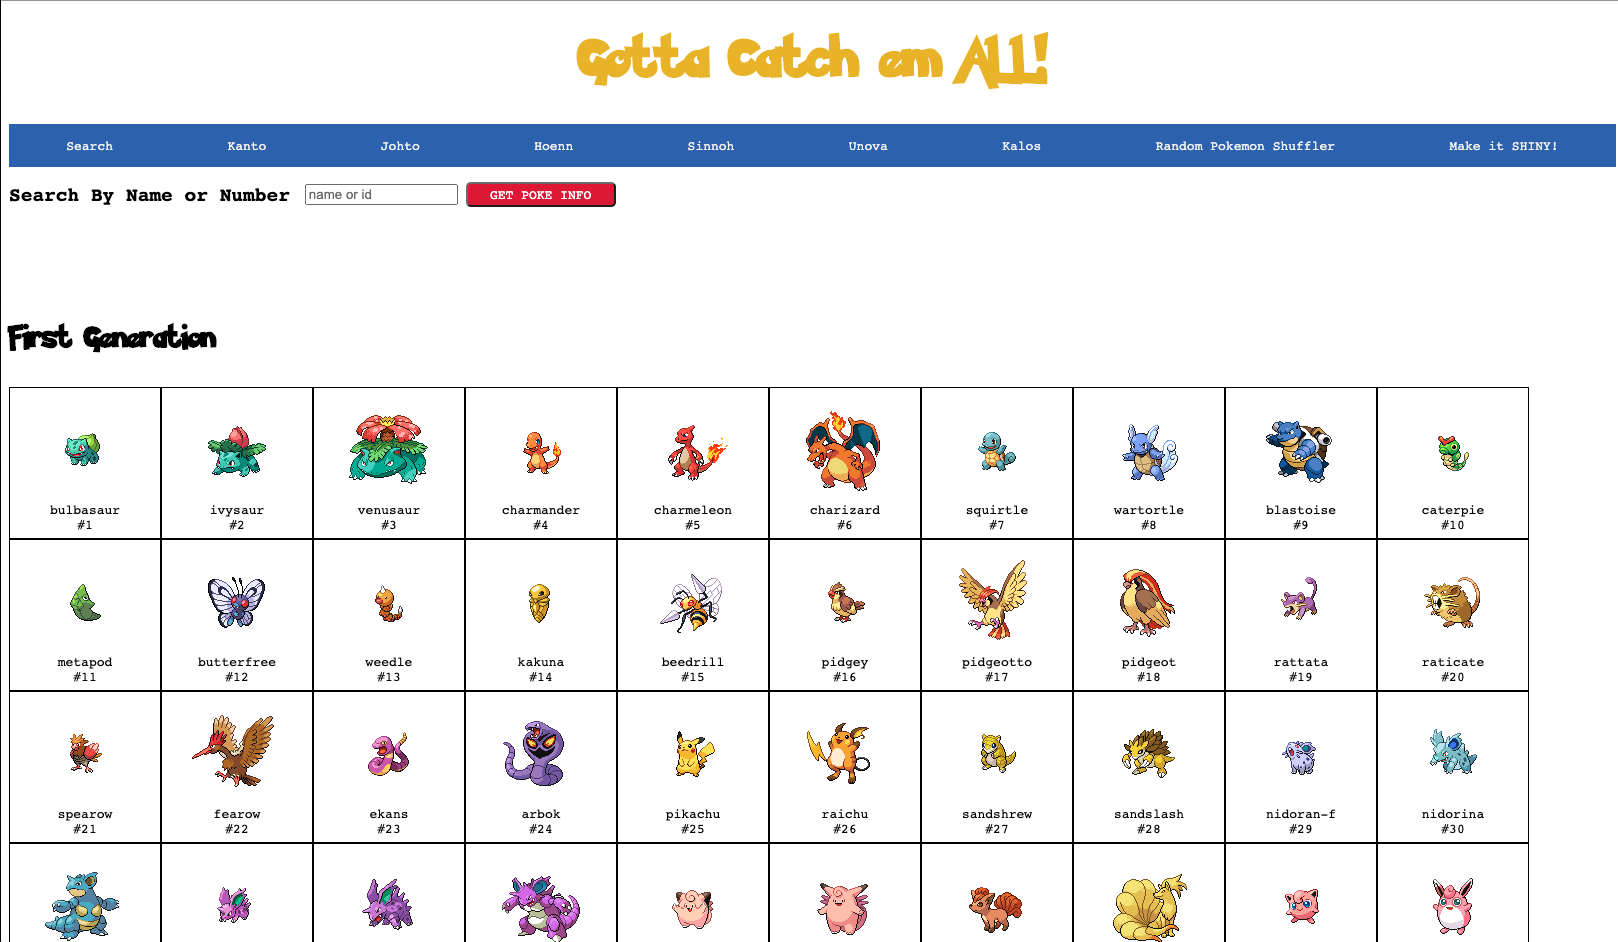 Gotta Catch em ALL!
Search Kanto Johto Hoenn Sinnoh Unova Kalos Random Pokemon Shuffler Make it SHINY!
Search By Name or Number name or id GET POKE INFO
First Generation
bulbasaur ivysaur venusaur charmander charmeleon charizard squirtle wartortle blastoise caterpie
#1 #2 #3 #4 #5 #6 #7 #8 #9 #10
metapod butterfree weedle kakuna beedrill pidgey pidgeotto pidgeot rattata raticate
#11 #12 #13 #14 #15 #16 #17 #18 #19 #20
spearow fearow ekans arbok pikachu raichu sandshrew sandslash nidoran-f nidorina
#21 #22 #23 #24 #25 #26 #27 #28 #29 #30